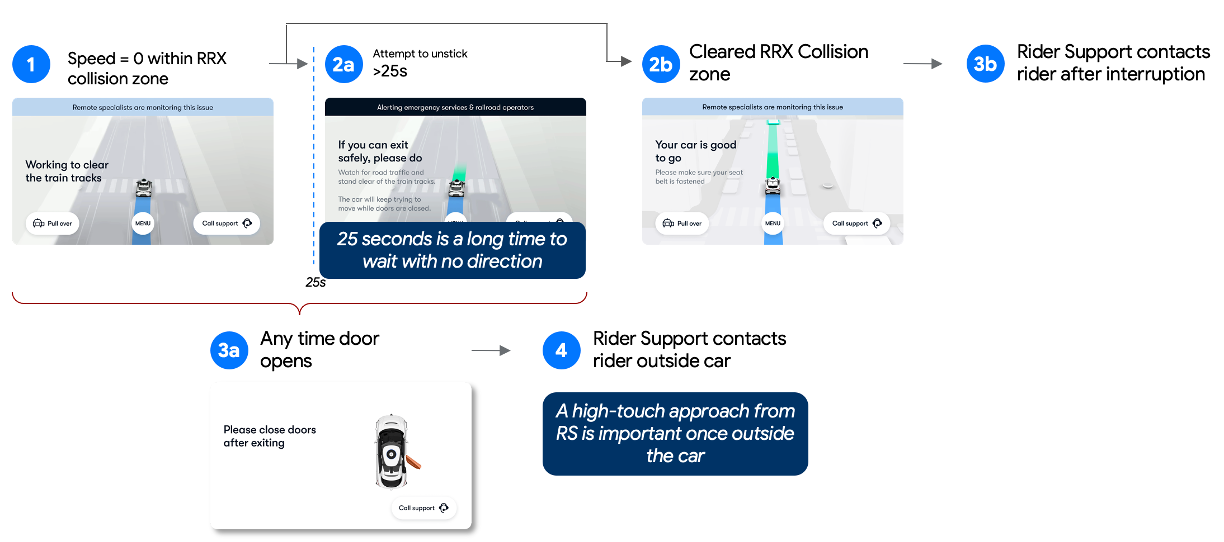 1
Speed = 0 within RRX
collision zone
Remote specialists are monitoring this issue
Working to clear
the train tracks
Pull over
MENU
Call support
2a
Attempt to unstick
>25s
Alerting emergency services & railroad operators
If you can exit
safely, please do
Watch for road traffic and
stand clear of the train tracks.
The car will keep trying to
move while doors are closed.
25 seconds is a long time to
wait with no direction
25s
2b
Cleared RRX Collision
zone
Remote specialists are monitoring this issue
Your car is good
to go
Please make sure your seat
belt is fastened
Pull over
MENU
Call support
3b
Rider Support contacts
rider after interruption
3a
Any time door
opens
Please close doors
after exiting
Call support
4
Rider Support contacts
rider outside car
A high-touch approach from
RS is important once outside
the car